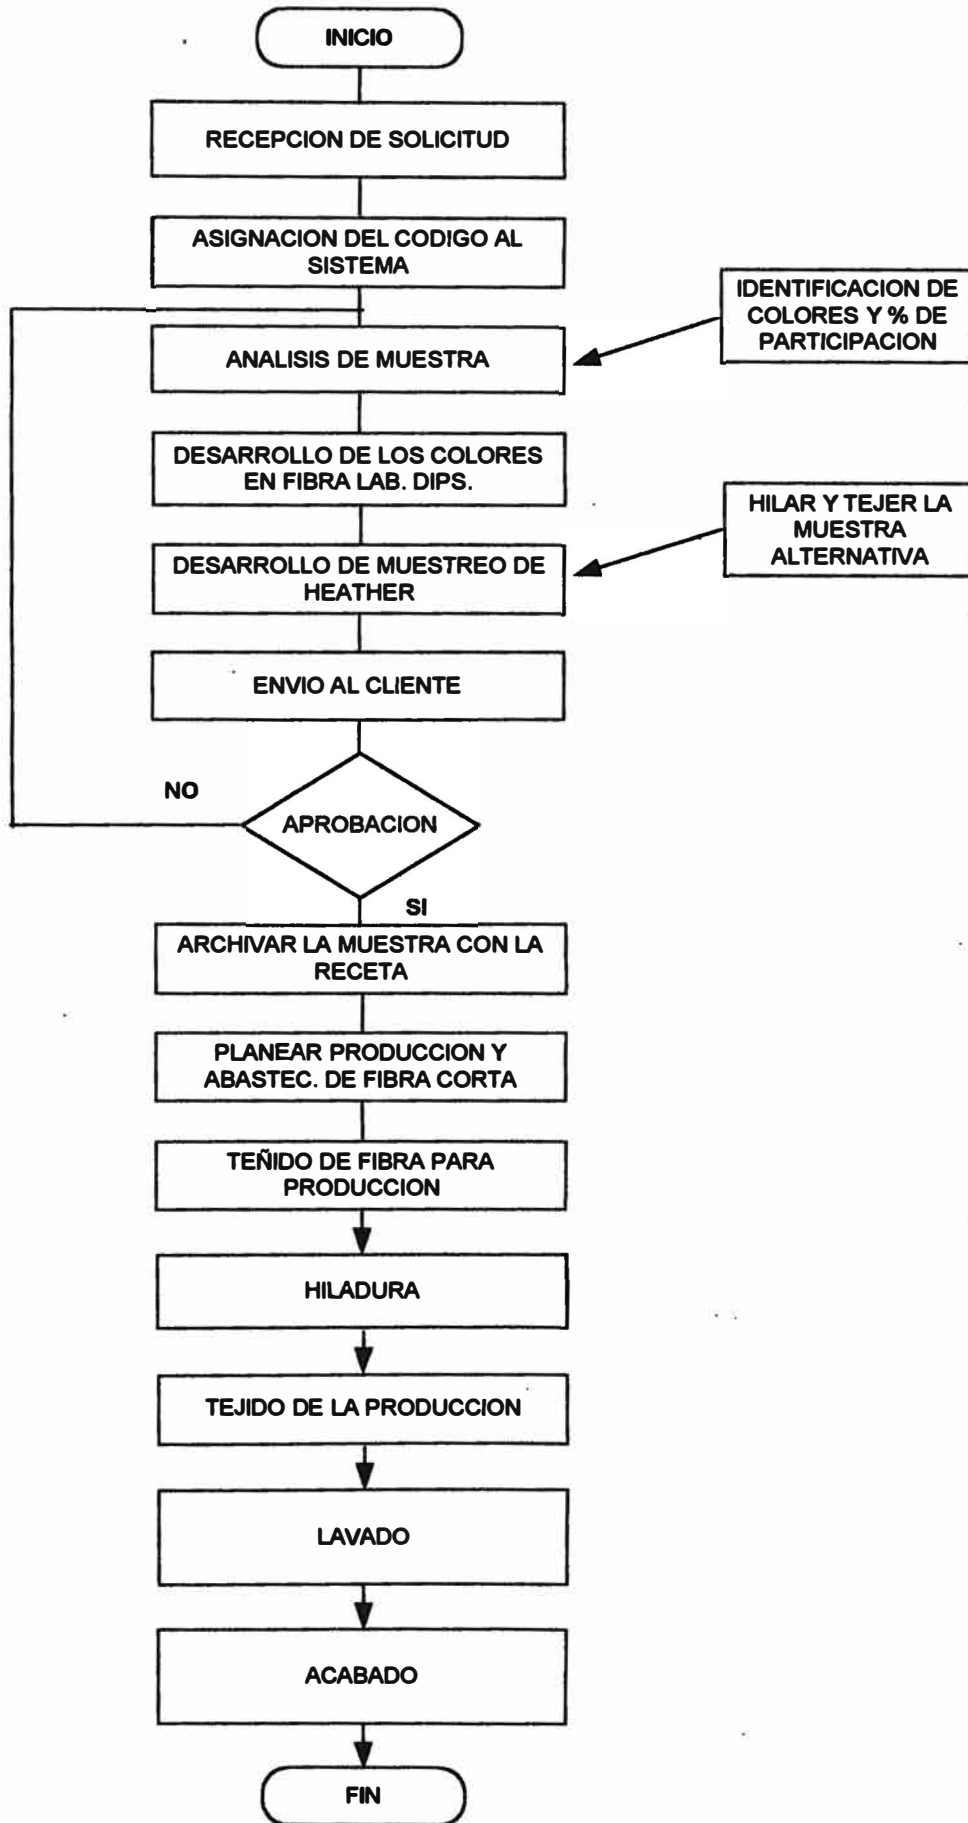 INICIO
RECEPCION DE SOLICITUD
ASIGNACION DEL CODIGO AL
SISTEMA
IDENTIFICACION DE
COLORES Y % DE
PARTICIPACION
ANALISIS DE MUESTRA
DESARROLLO DE LOS COLORES
EN FIBRA LAB. DIPS.
HILAR Y TEJER LA
MUESTRA
ALTERNATIVA
DESARROLLO DE MUESTREO DE
HEATHER
ENVIO AL CLIENTE
NO
APROBACION
SI
ARCHIVAR LA MUESTRA CON LA
RECETA
PLANEAR PRODUCCION Y
ABASTEC. DE FIBRA CORTA
TEÑIDO DE FIBRA PARA
PRODUCCION
HILADURA
TEJIDO DE LA PRODUCCION
LAVADO
ACABADO
FIN